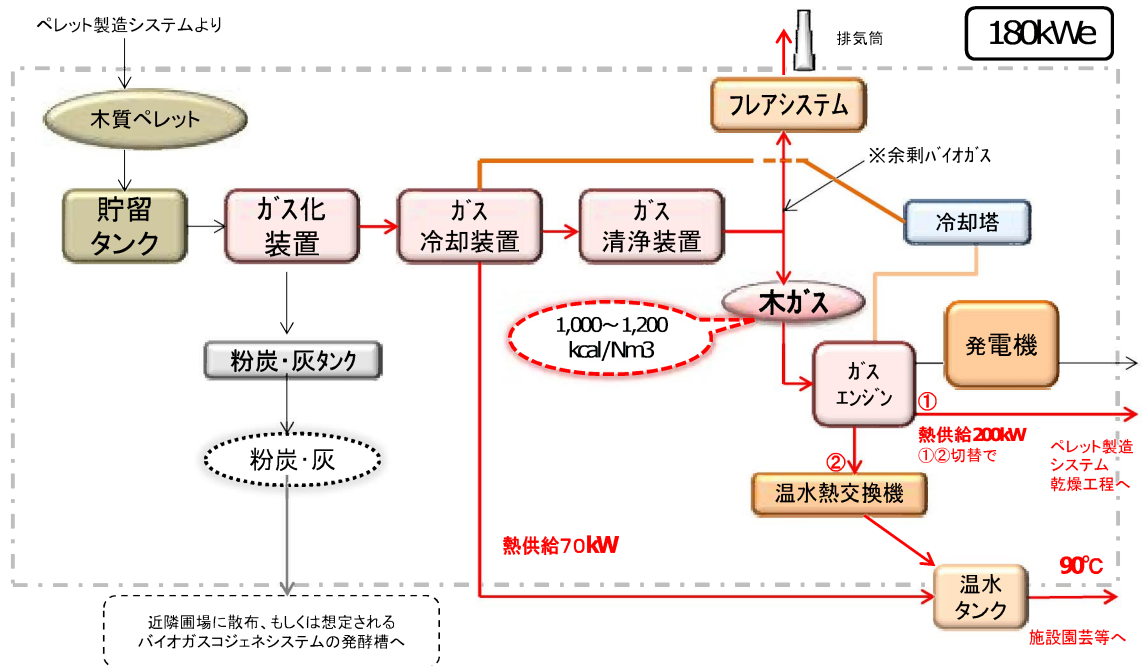 ペレット製造システムより
180kWe
排気筒
木質ペレット
フレアシステム
※余剰ﾊﾞｲｵｶﾞｽ
貯留
タンク
ｶﾞｽ化
装置
ｶﾞｽ
冷却装置
ｶﾞｽ
清浄装置
冷却塔
木ｶﾞｽ
1,000～1,200
kcal/Nm3
粉炭・灰ﾀﾝｸ
ｶﾞｽ
ｴﾝｼﾞﾝ
発電機
①
熱供給200kW
①②切替で
ペレット製造
システム
乾燥工程へ
粉炭・灰
②
温水熱交換機
熱供給７０kW
90℃
温水
タンク
近隣圃場に散布、もしくは想定される
バイオガスコジェネシステムの発酵槽へ
施設園芸等へ